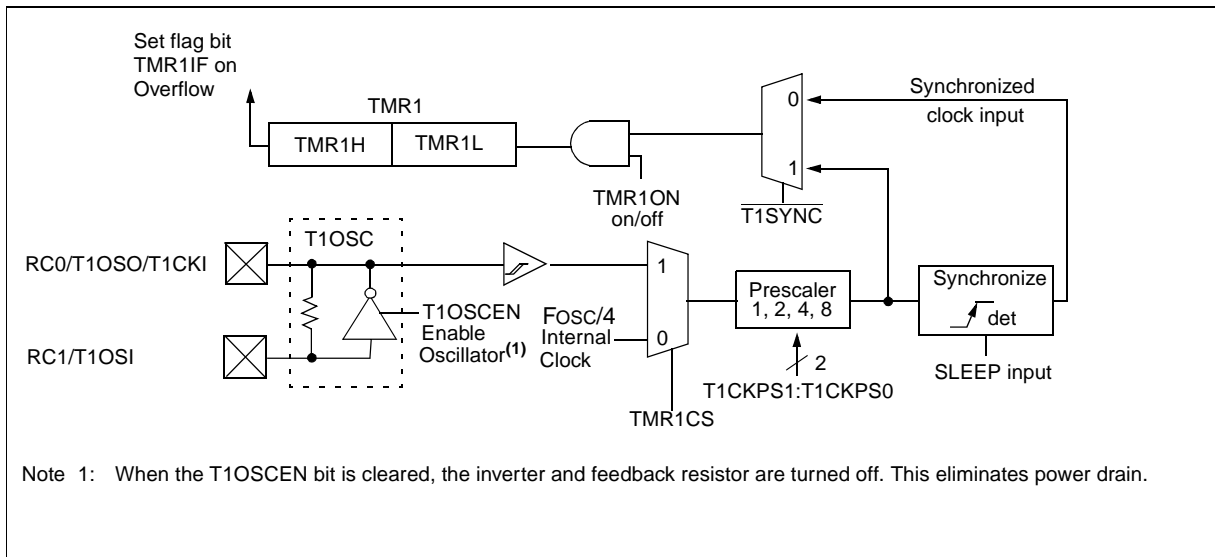 Set flag bit
TMR1IF on
Overflow
TMR1
TMR1H
TMR1L
TMR1ON
on/off
0
1
T1SYNC
Synchronized
clock input
RC0/T1OSO/T1CKI
RC1/T1OSI
T1OSC
T1OSCEN
Enable
Oscillator(1)
FOSC/4
Internal
Clock
1
0
TMR1CS
Prescaler
1, 2, 4, 8
2
T1CKPS1:T1CKPS0
Synchronize
det
SLEEP input
Note 1: When the T1OSCEN bit is cleared, the inverter and feedback resistor are turned off. This eliminates power drain.